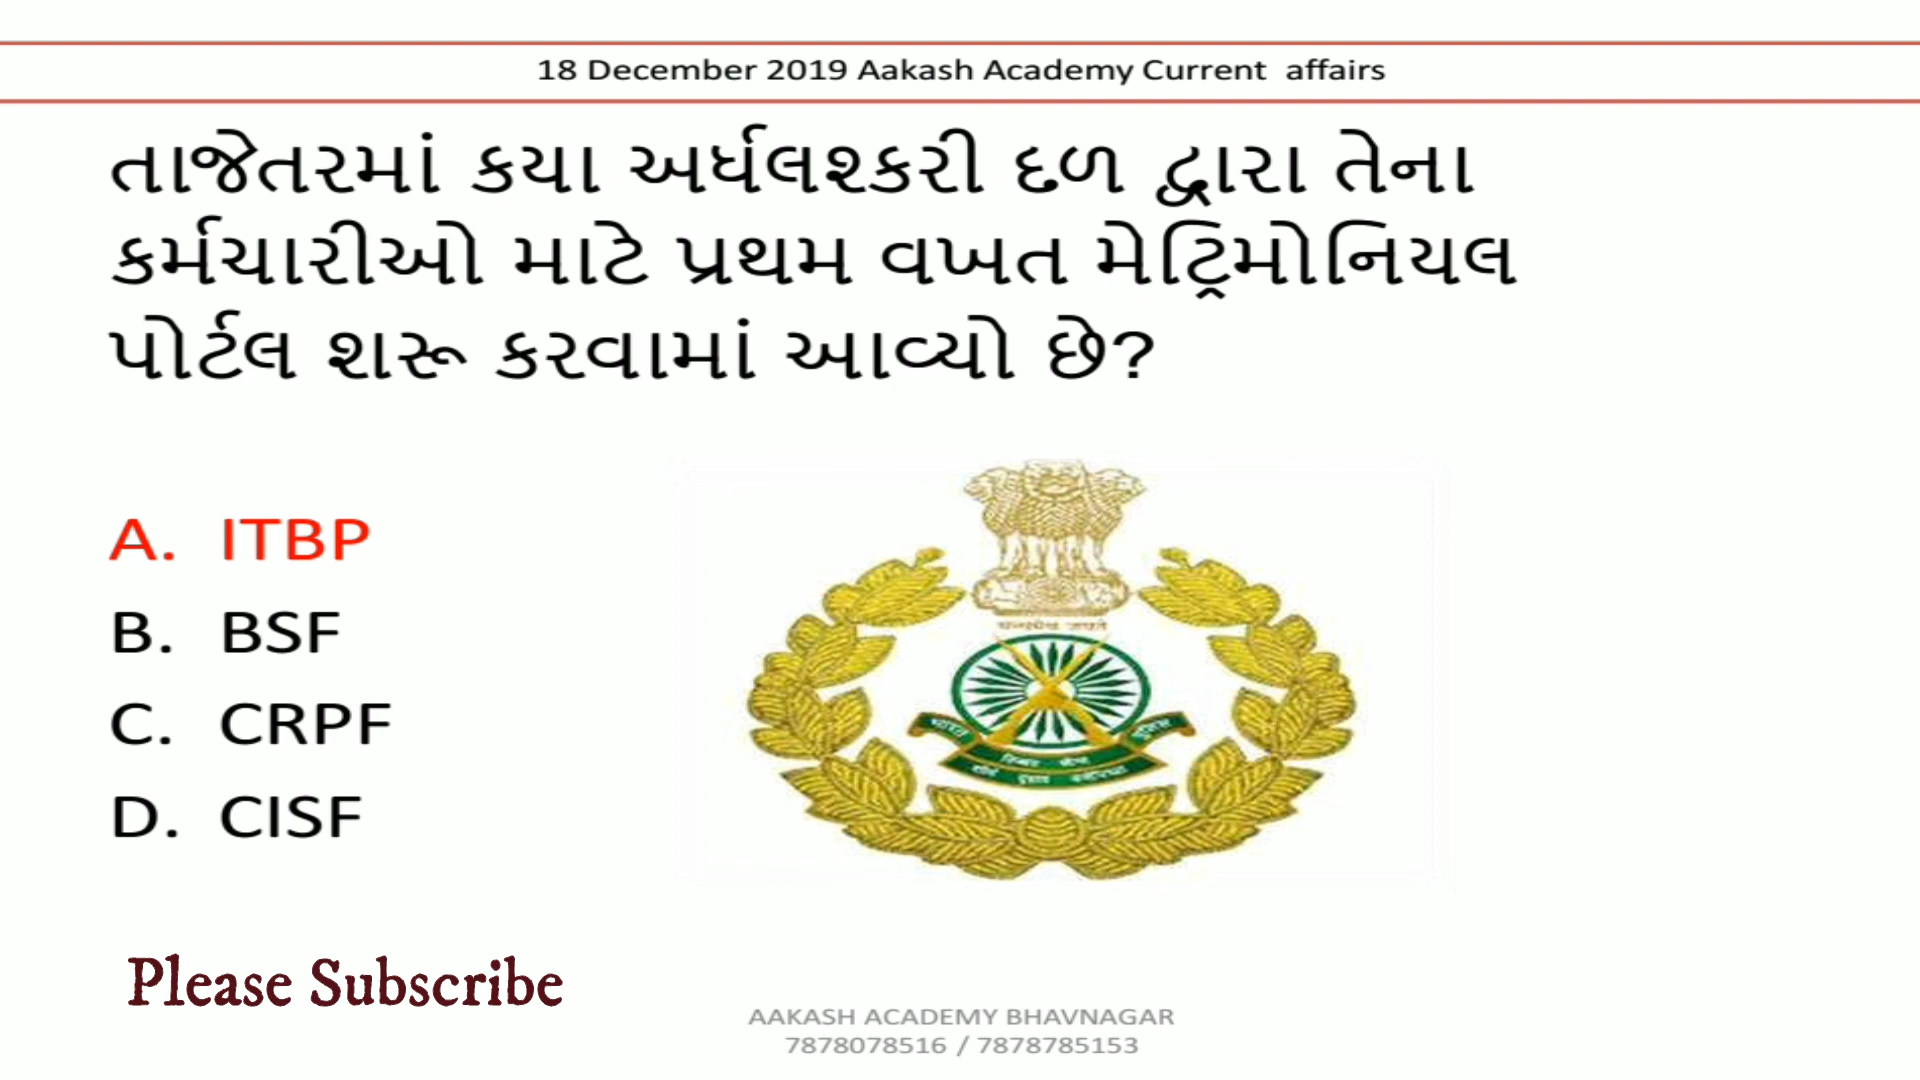 18 December 2019 Aakash Academy Current affairs
તાજેતરમાં કયા અર્ધલશ્કરી દળ દ્વારા તેના
કર્મચારીઓ માટે પ્રથમ વખત મેટ્રિમોનિયલ
પોર્ટલ શરૂ કરવામાં આવ્યો છે?
A. ITBP
B. BSF
C. CRPF
D. CISF
Please Subscribe
AAKASH ACADEMY BHAVNAGAR
7878078516 / 7878785153